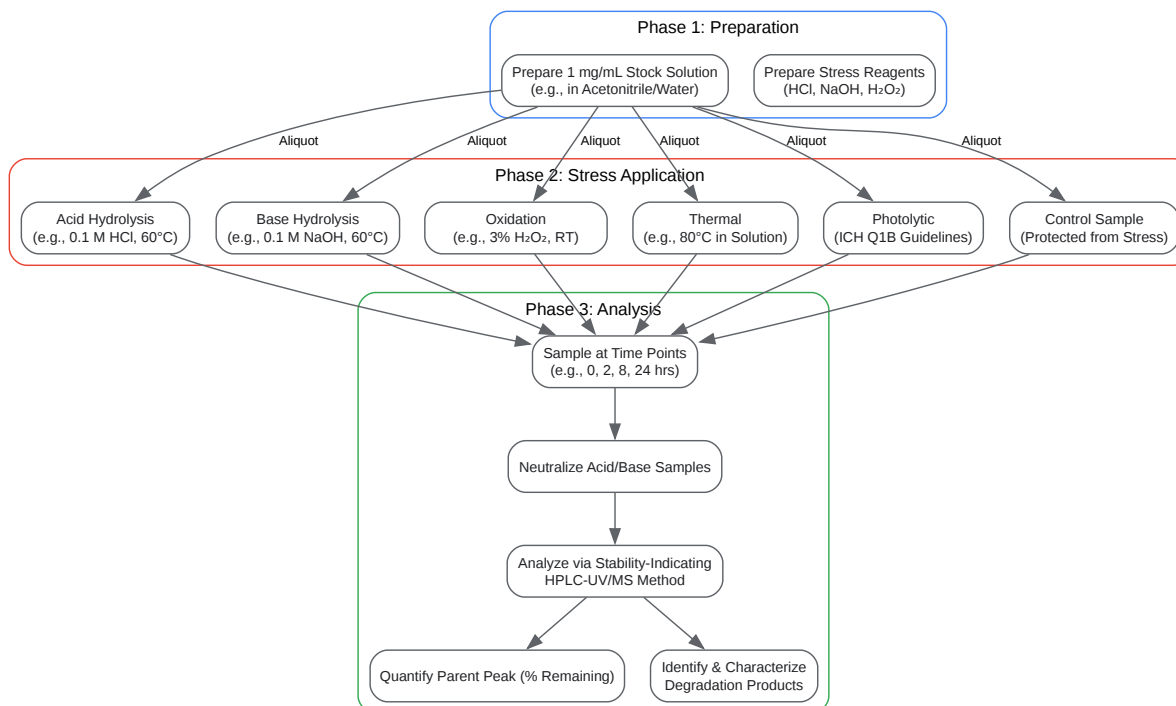 Phase 1: Preparation
Prepare 1 mg/mL Stock Solution
(e.g., in Acetonitrile/Water)
Prepare Stress Reagents
(HCl, NaOH, H₂O₂)
Aliquot
Aliquot
Aliquot
Aliquot
Aliquot
Aliquot
Phase 2: Stress Application
Acid Hydrolysis
(e.g., 0.1 M HCl, 60°C)
Base Hydrolysis
(e.g., 0.1 M NaOH, 60°C)
Oxidation
(e.g., 3% H₂O₂, RT)
Thermal
(e.g., 80°C in Solution)
Photolytic
(ICH Q1B Guidelines)
Control Sample
(Protected from Stress)
Phase 3: Analysis
Sample at Time Points
(e.g., 0, 2, 8, 24 hrs)
Neutralize Acid/Base Samples
Analyze via Stability-Indicating
HPLC-UV/MS Method
Quantify Parent Peak (% Remaining)
Identify & Characterize
Degradation Products